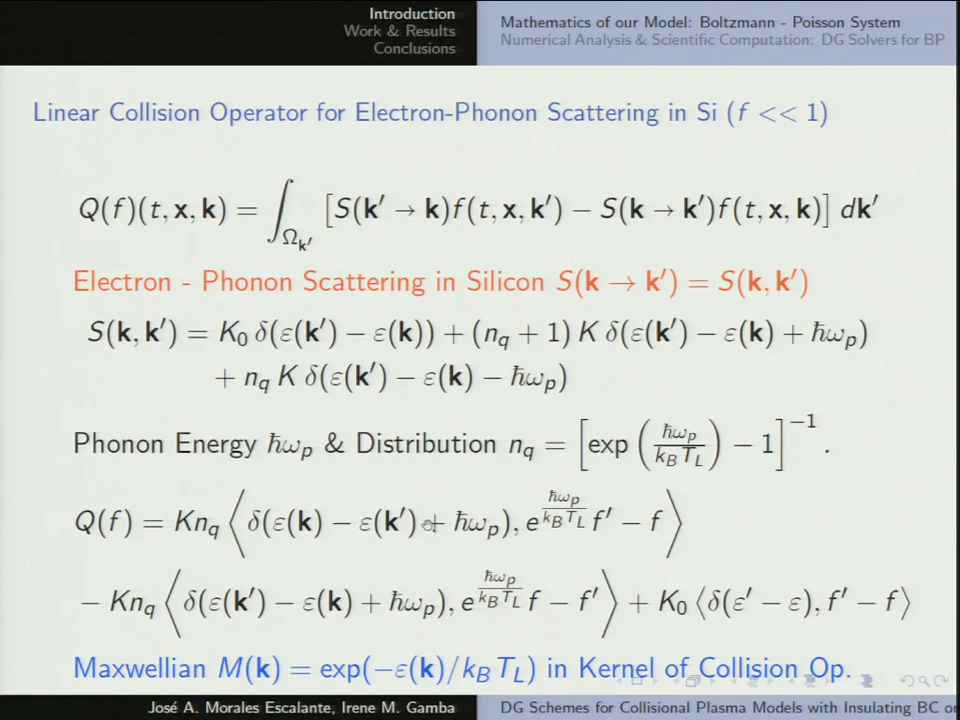 Introduction
Work & Results
Conclusions
Mathematics of our Model: Boltzmann - Poisson System
Numerical Analysis & Scientific Computation: DG Solvers for BP
Linear Collision Operator for Electron-Phonon Scattering in Si (f << 1)
Q(f)(t, x, k) = ∫_{Ω_{k′}} [S(k′ → k)f(t, x, k′) − S(k → k′)f(t, x, k)] dk′
Electron - Phonon Scattering in Silicon S(k → k′) = S(k, k′)
S(k, k′) = K₀ δ(ε(k′) − ε(k)) + (n_q + 1) K δ(ε(k′) − ε(k) + ħω_p)
+ n_q K δ(ε(k′) − ε(k) − ħω_p)
Phonon Energy ħω_p & Distribution n_q = [exp(ħω_p / k_B T_L) − 1]^{−1}.
Q(f) = Kn_q ⟨δ(ε(k) − ε(k′) + ħω_p), e^{ħω_p / k_B T_L} f′ − f⟩
− Kn_q ⟨δ(ε(k′) − ε(k) + ħω_p), e^{ħω_p / k_B T_L} f − f′⟩ + K₀ ⟨δ(ε′ − ε), f′ − f⟩
Maxwellian M(k) = exp(−ε(k)/k_B T_L) in Kernel of Collision Op.
José A. Morales Escalante, Irene M. Gamba
DG Schemes for Collisional Plasma Models with Insulating BC